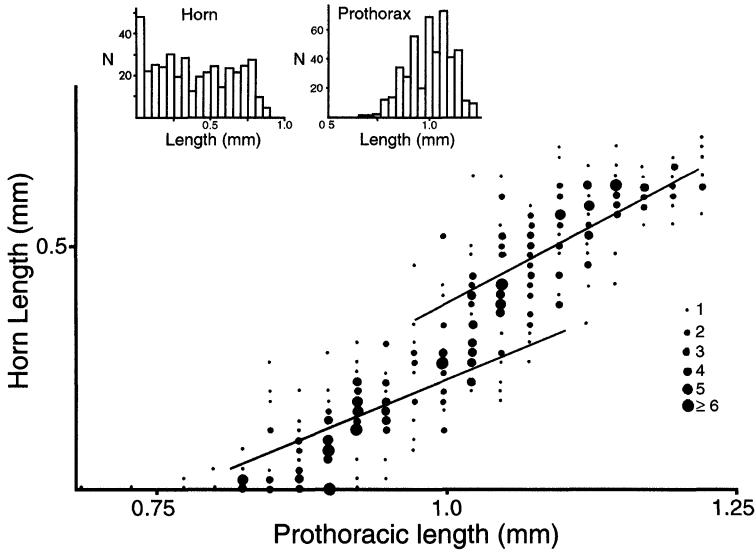 Horn
Prothorax
40
20
N
0.5
1.0
Length (mm)
60
40
20
N
0 5
1.0
Length (mm)
Horn Length (mm)
0.5
1
2
3
4
5
≥ 6
0.75
1.0
1.25
Prothoracic length (mm)